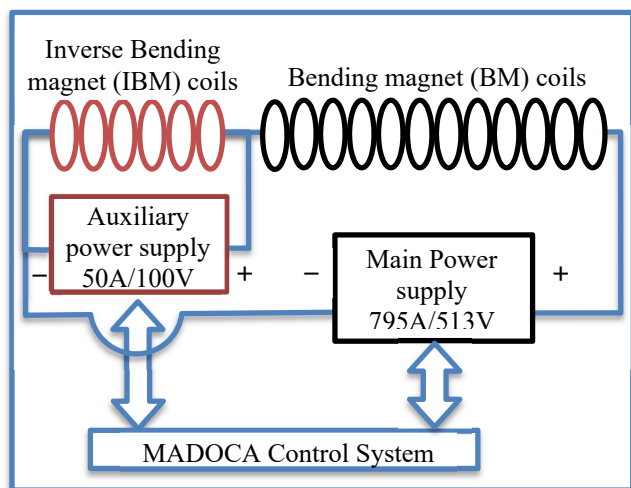 Inverse Bending
magnet (IBM) coils
Bending magnet (BM) coils
Auxiliary
power supply
50A/100V
− +
− +
Main Power
supply
795A/513V
MADOCA Control System